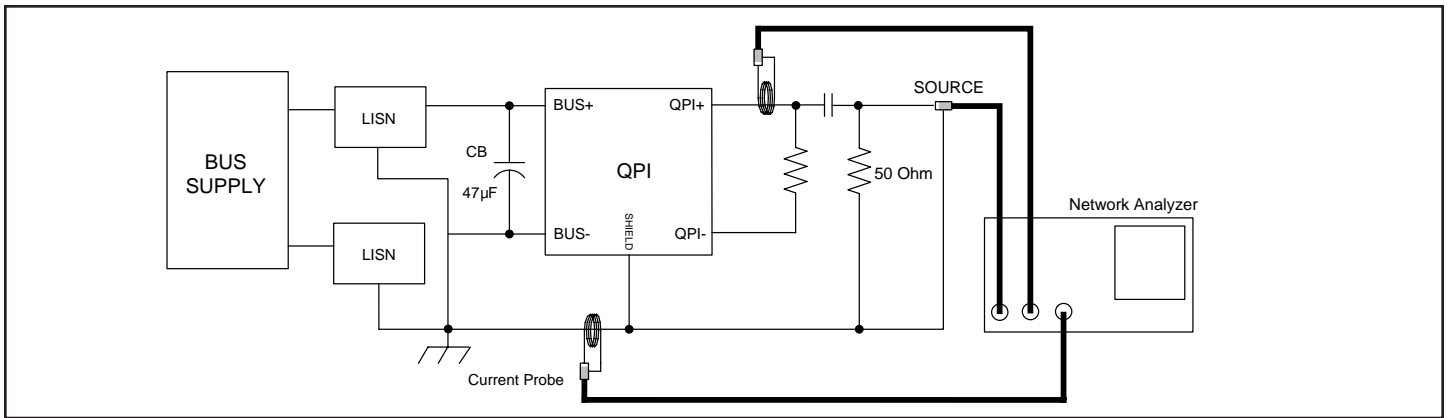 SOURCE
LISN
BUS+
QPI+
CB
47µF
BUS
SUPPLY
QPI
50 Ohm
SHIELD
Network Analyzer
BUS-
QPI-
LISN
Current Probe